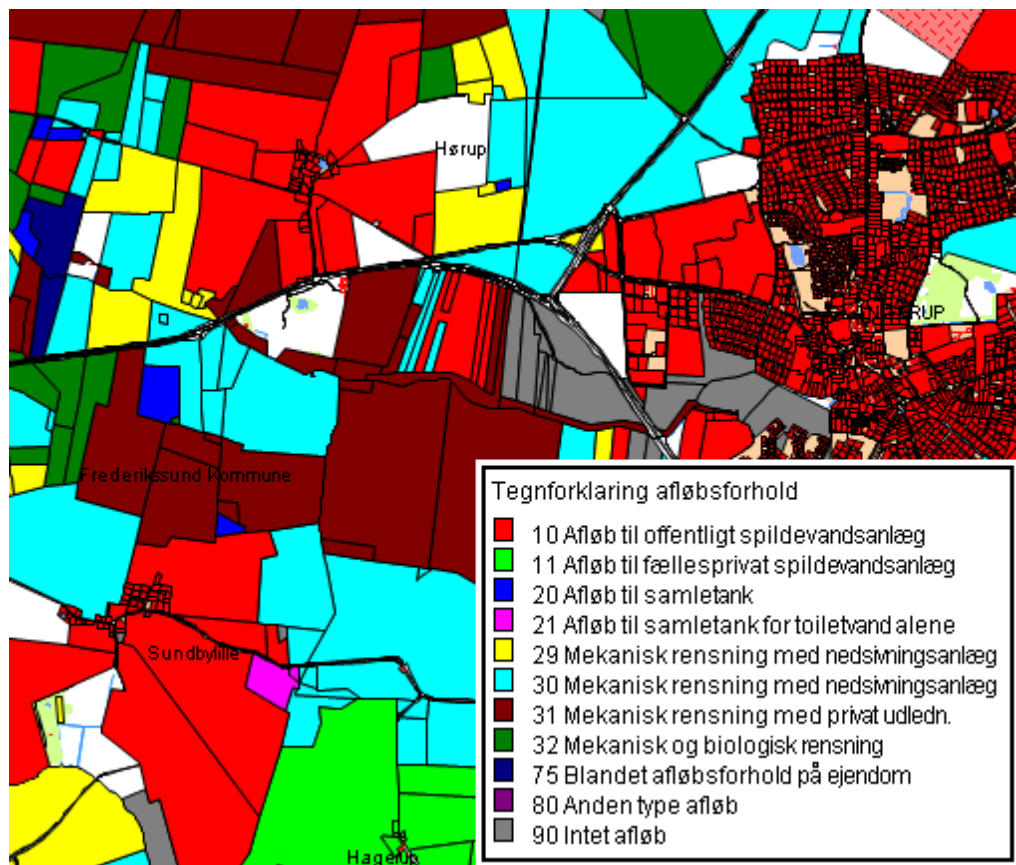 Hørup
Frederikssund Kommune
Sundbylille
Hagerup
Tegnforklaring afløbsforhold
10 Afløb til offentligt spildevandsanlæg
11 Afløb til fællesprivat spildevandsanlæg
20 Afløb til samletank
21 Afløb til samletank for toiletvand alene
29 Mekanisk rensning med nedsivningsanlæg
30 Mekanisk rensning med nedsivningsanlæg
31 Mekanisk rensning med privat udledn.
32 Mekanisk og biologisk rensning
75 Blandet afløbsforhold på ejendom
80 Anden type afløb
90 Intet afløb